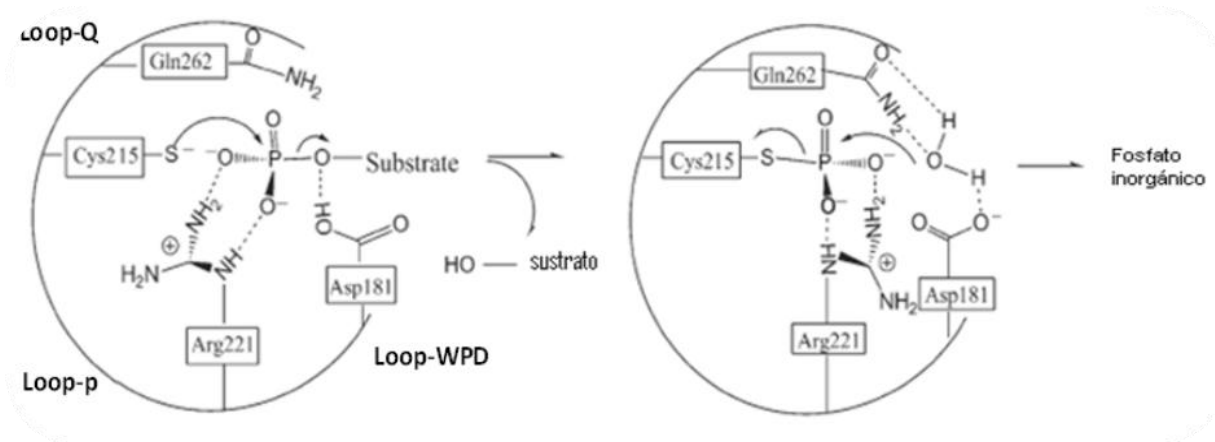 Loop-Q
Gln262
O
NH2
Cys215
S−
−O
O
P
O
Substrate
O−
NH2
HO
O
⊕
H2N
NH
Asp181
Arg221
Loop-p
Loop-WPD
HO — sustrato
Gln262
O
NH2
H
Cys215
S
O
P
O−
O
H
O−
NH2
O
O−
NH
⊕
NH2
Asp181
Arg221
Fosfato
inorgánico